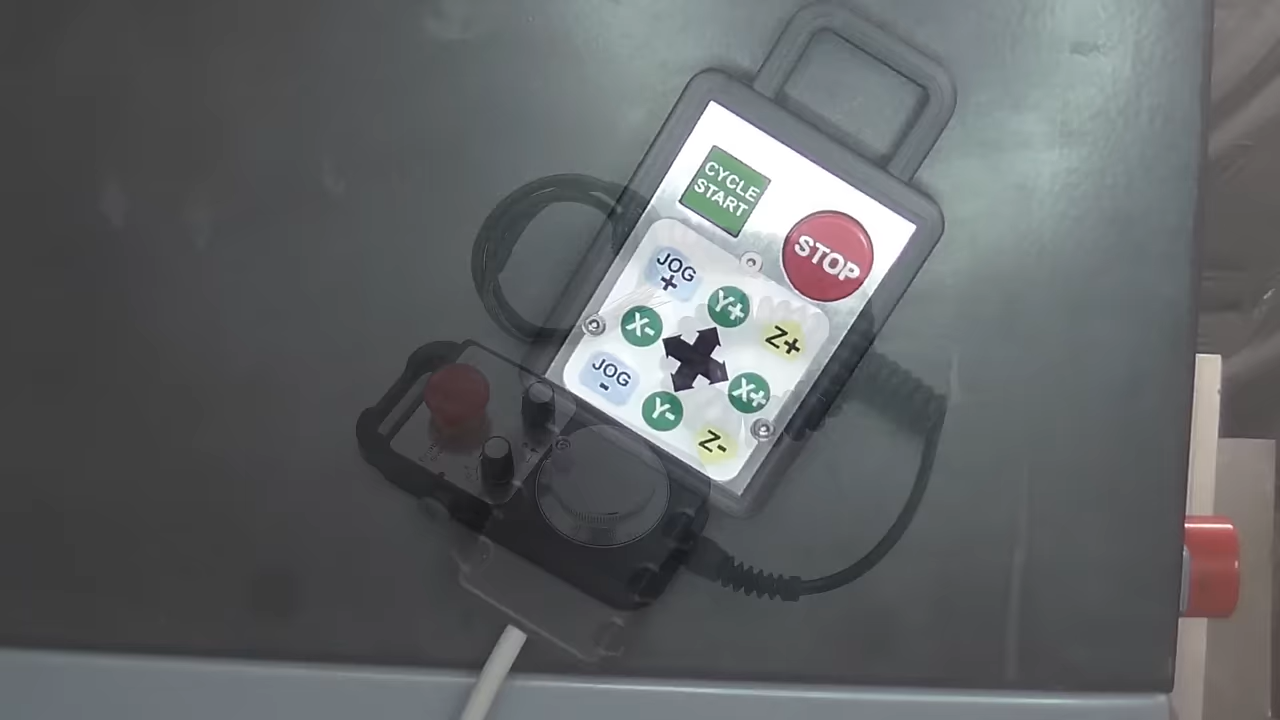 CYCLE
START
STOP
JOG
+
Y+
Z+
X-
JOG
-
X+
Y-
Z-